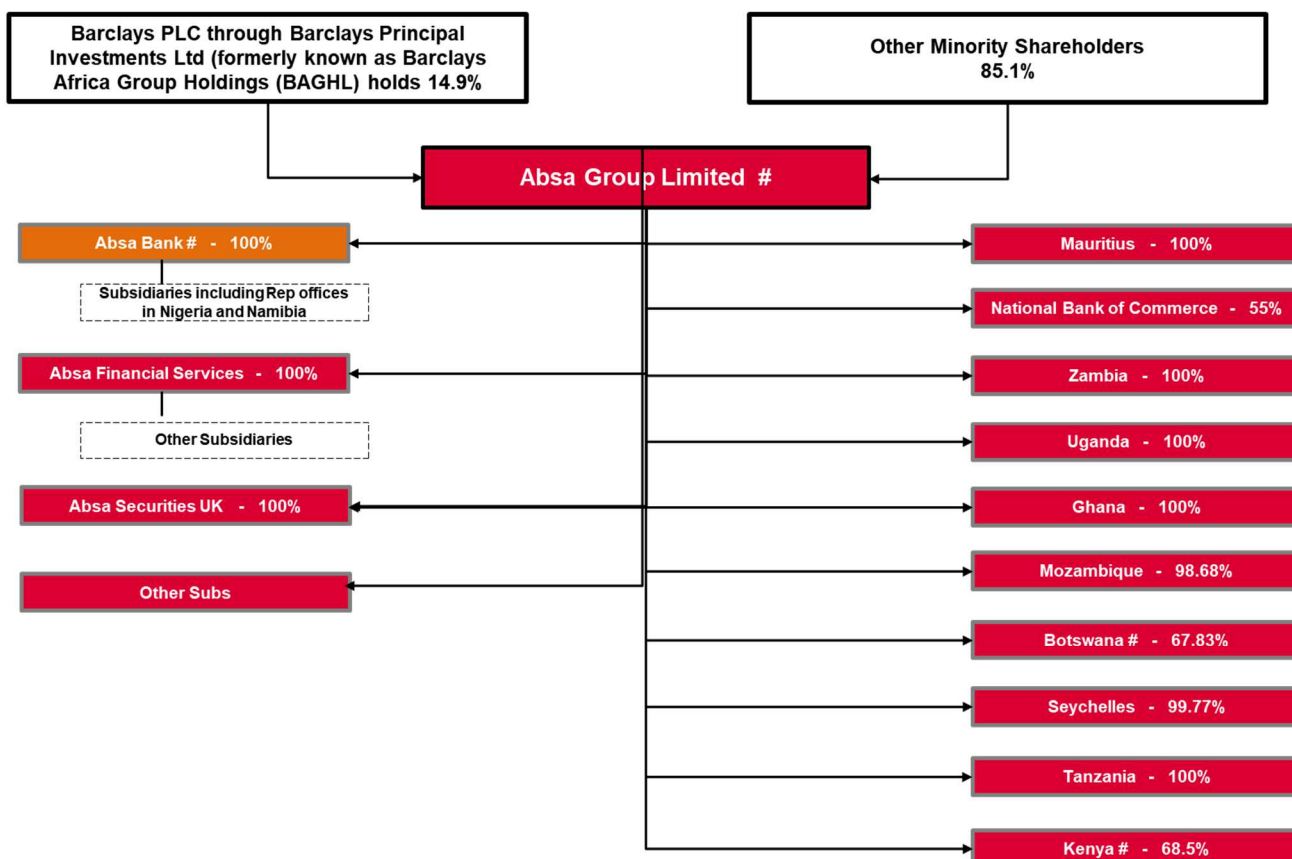 Barclays PLC through Barclays Principal
Investments Ltd (formerly known as Barclays
Africa Group Holdings (BAGHL) holds 14.9%
Other Minority Shareholders
85.1%
Absa Group Limited #
Absa Bank # - 100%
Subsidiaries including Rep offices
in Nigeria and Namibia
Absa Financial Services - 100%
Other Subsidiaries
Absa Securities UK - 100%
Other Subs
Mauritius - 100%
National Bank of Commerce - 55%
Zambia - 100%
Uganda - 100%
Ghana - 100%
Mozambique - 98.68%
Botswana # - 67.83%
Seychelles - 99.77%
Tanzania - 100%
Kenya # - 68.5%